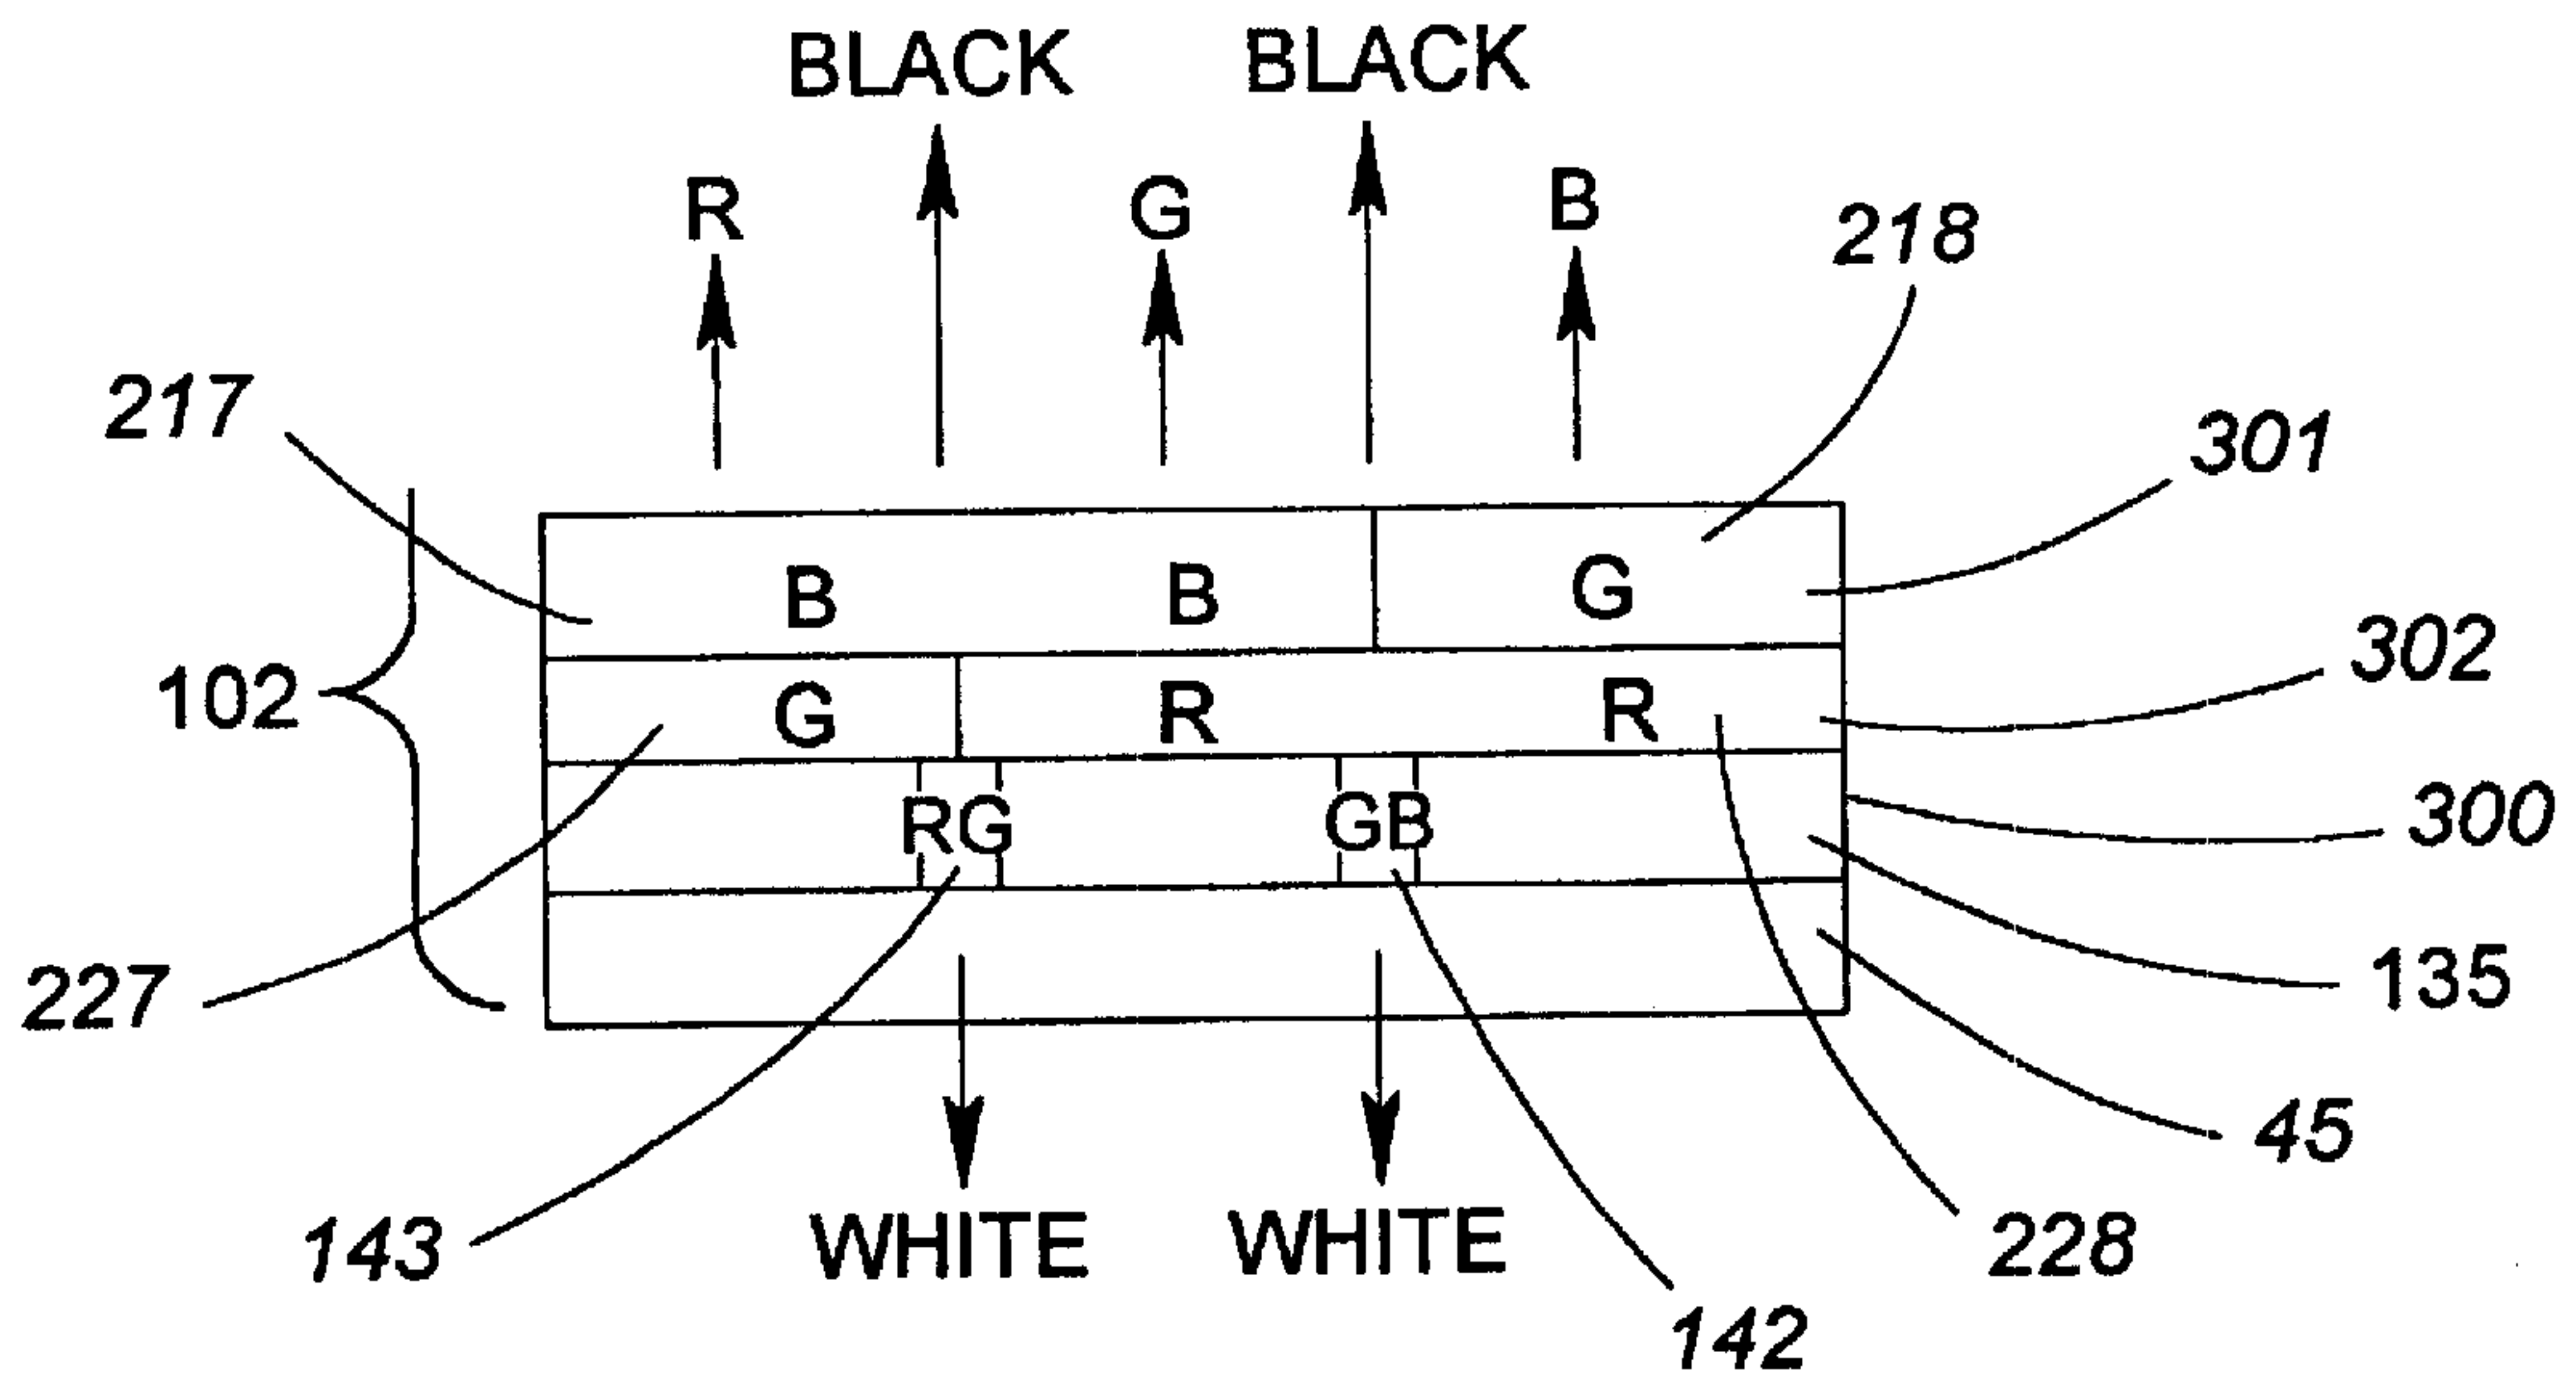 BLACK BLACK
R G B
218
217
301
B B G
302
102
G R R
300
RG GB
135
227
45
143
WHITE WHITE
228
142